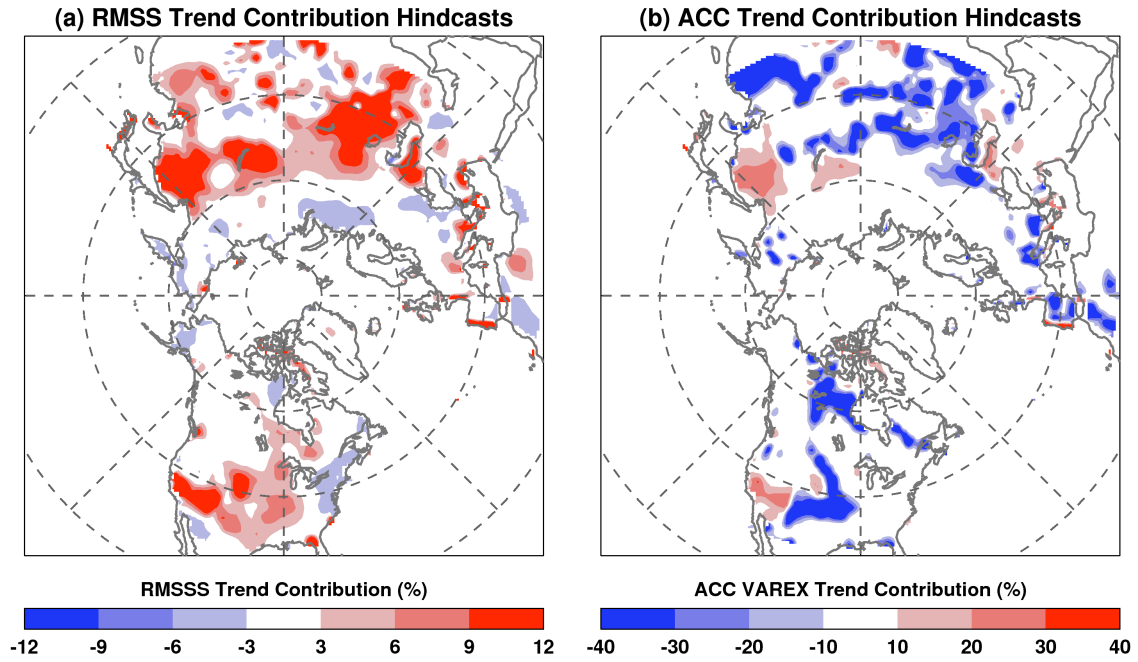 (a) RMSS Trend Contribution Hindcasts
(b) ACC Trend Contribution Hindcasts
RMSSS Trend Contribution (%)
-12 -9 -6 -3 3 6 9 12
ACC VAREX Trend Contribution (%)
-40 -30 -20 -10 10 20 30 40